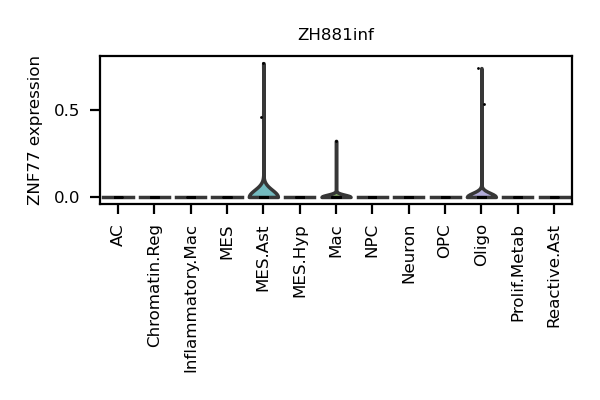 ZH881inf
ZNF77 expression
0.5
0.0
AC
Chromatin.Reg
Inflammatory.Mac
MES
MES.Ast
MES.Hyp
Mac
NPC
Neuron
OPC
Oligo
Prolif.Metab
Reactive.Ast